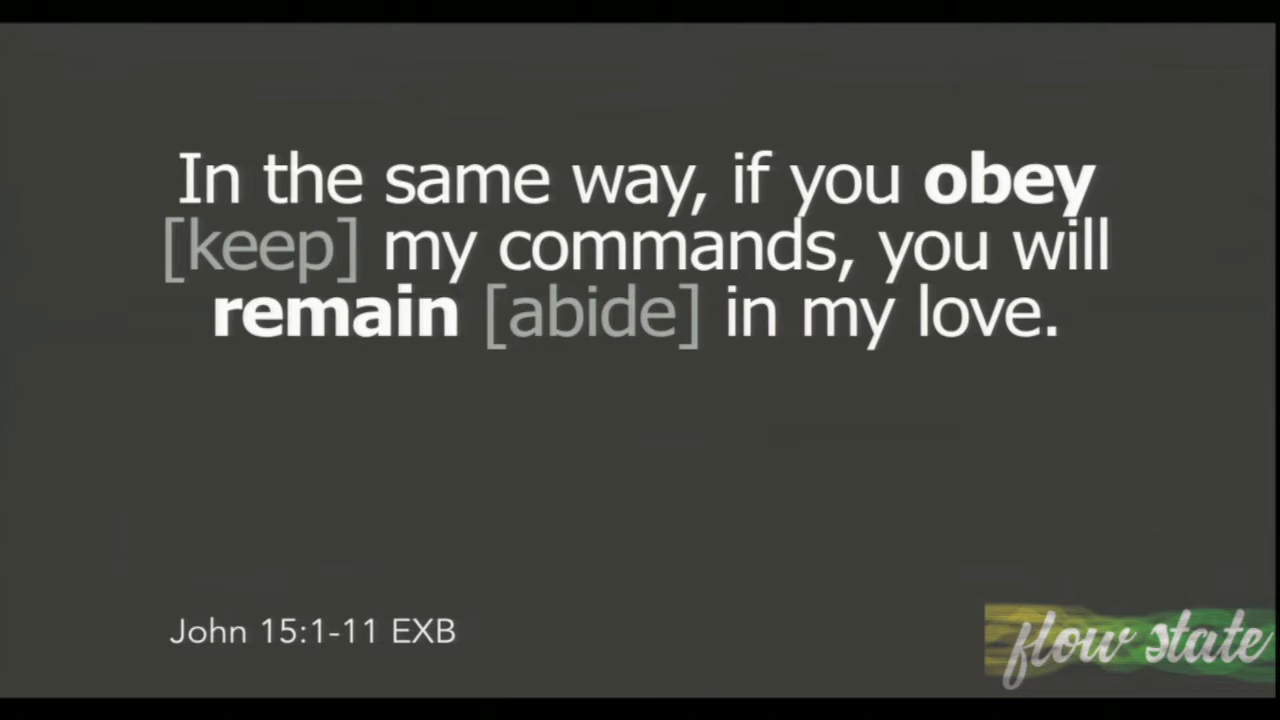 In the same way, if you obey
[keep] my commands, you will
remain [abide] in my love.
John 15:1-11 EXB
flow state